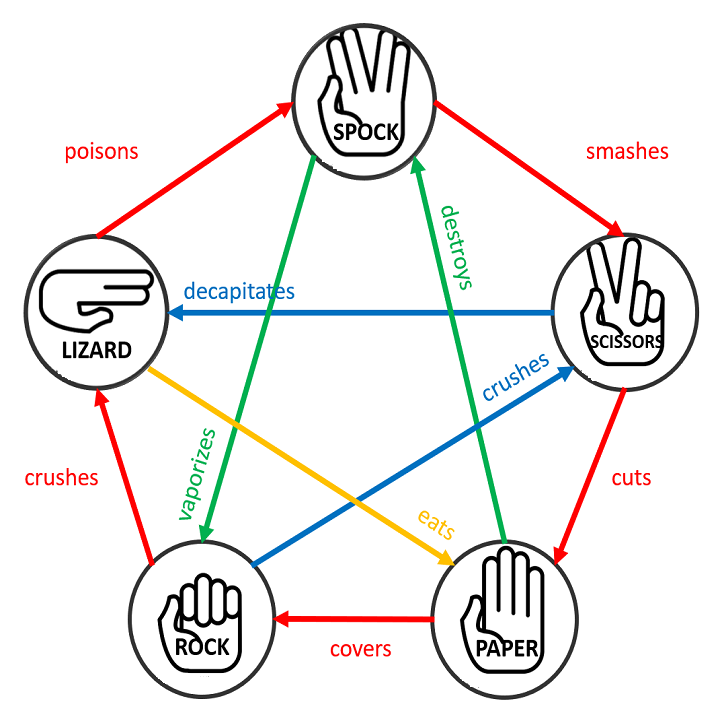 SPOCK
poisons
smashes
destroys
decapitates
SCISSORS
LIZARD
crushes
crushes
vaporizes
cuts
eats
ROCK
PAPER
covers